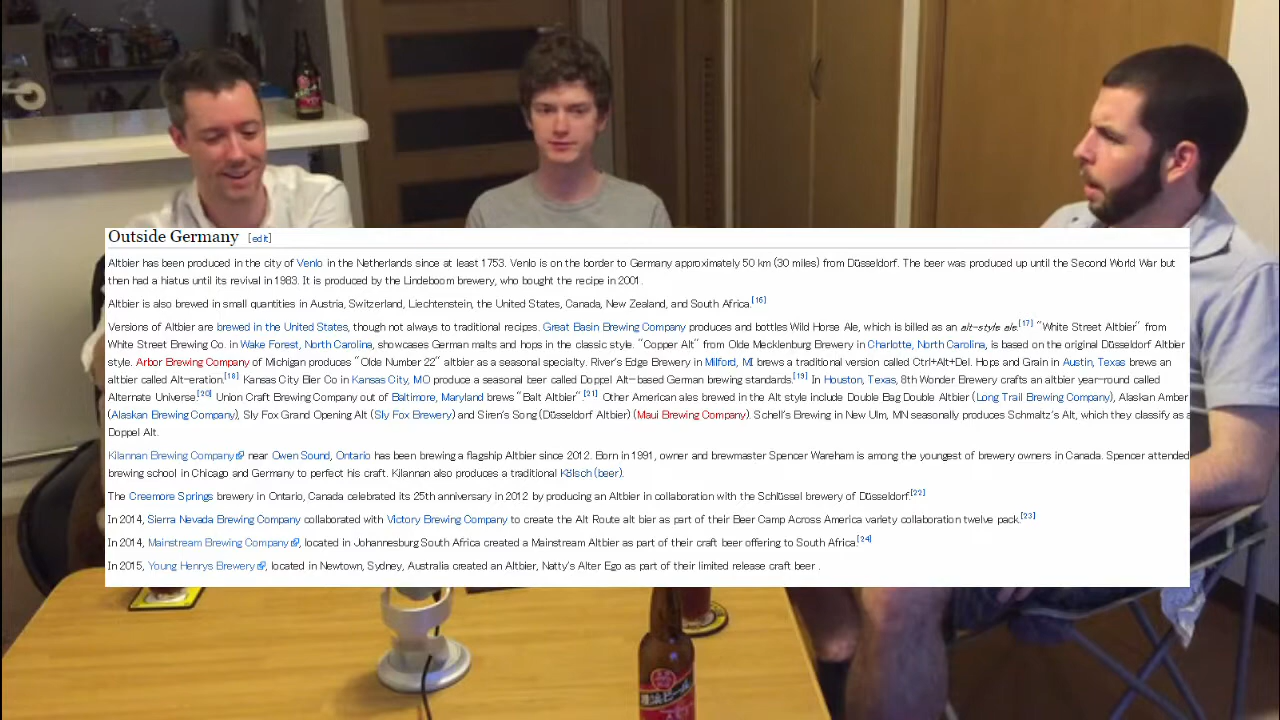 Outside Germany [edit]
Altbier has been produced in the city of Venlo in the Netherlands since at least 1753. Venlo is on the border to Germany approximately 50 km (30 miles) from Düsseldorf. The beer was produced up until the Second World War but
then had a hiatus until its revival in 1983. It is produced by the Lindeboom brewery, who bought the recipe in 2001.
Altbier is also brewed in small quantities in Austria, Switzerland, Liechtenstein, the United States, Canada, New Zealand, and South Africa.[16]
Versions of Altbier are brewed in the United States, though not always to traditional recipes. Great Basin Brewing Company produces and bottles Wild Horse Ale, which is billed as an alt-style ale.[17] "White Street Altbier" from
White Street Brewing Co. in Wake Forest, North Carolina, showcases German malts and hops in the classic style. "Copper Alt" from Olde Mecklenburg Brewery in Charlotte, North Carolina, is based on the original Düsseldorf Altbier
style. Arbor Brewing Company of Michigan produces "Olde Number 22" altbier as a seasonal specialty. River's Edge Brewery in Milford, MI brews a traditional version called Ctrl+Alt+Del. Hops and Grain in Austin, Texas brews an
altbier called Alt-eration.[18] Kansas City Bier Co in Kansas City, MO produce a seasonal beer called Doppel Alt-based German brewing standards.[19] In Houston, Texas, 8th Wonder Brewery crafts an altbier year-round called
Alternate Universe.[20] Union Craft Brewing Company out of Baltimore, Maryland brews "Balt Altbier" [21] Other American ales brewed in the Alt style include Double Bag Double Altbier (Long Trail Brewing Company), Alaskan Amber
(Alaskan Brewing Company), Sly Fox Grand Opening Alt (Sly Fox Brewery) and Siren's Song (Düsseldorf Altbier) (Maui Brewing Company). Schell's Brewing in New Ulm, MN seasonally produces Schmaltz's Alt, which they classify as a
Doppel Alt.
Kilannan Brewing Company near Owen Sound, Ontario has been brewing a flagship Altbier since 2012. Born in 1991, owner and brewmaster Spencer Wareham is among the youngest of brewery owners in Canada. Spencer attended
brewing school in Chicago and Germany to perfect his craft. Kilannan also produces a traditional Kölsch (beer).
The Creemore Springs brewery in Ontario, Canada celebrated its 25th anniversary in 2012 by producing an Altbier in collaboration with the Schlüssel brewery of Düsseldorf.[22]
In 2014, Sierra Nevada Brewing Company collaborated with Victory Brewing Company to create the Alt Route alt bier as part of their Beer Camp Across America variety collaboration twelve pack.[23]
In 2014, Mainstream Brewing Company, located in Johannesburg South Africa created a Mainstream Altbier as part of their craft beer offering to South Africa.[24]
In 2015, Young Henrys Brewery, located in Newtown, Sydney, Australia created an Altbier, Natty's Alter Ego as part of their limited release craft beer .
横浜ビール